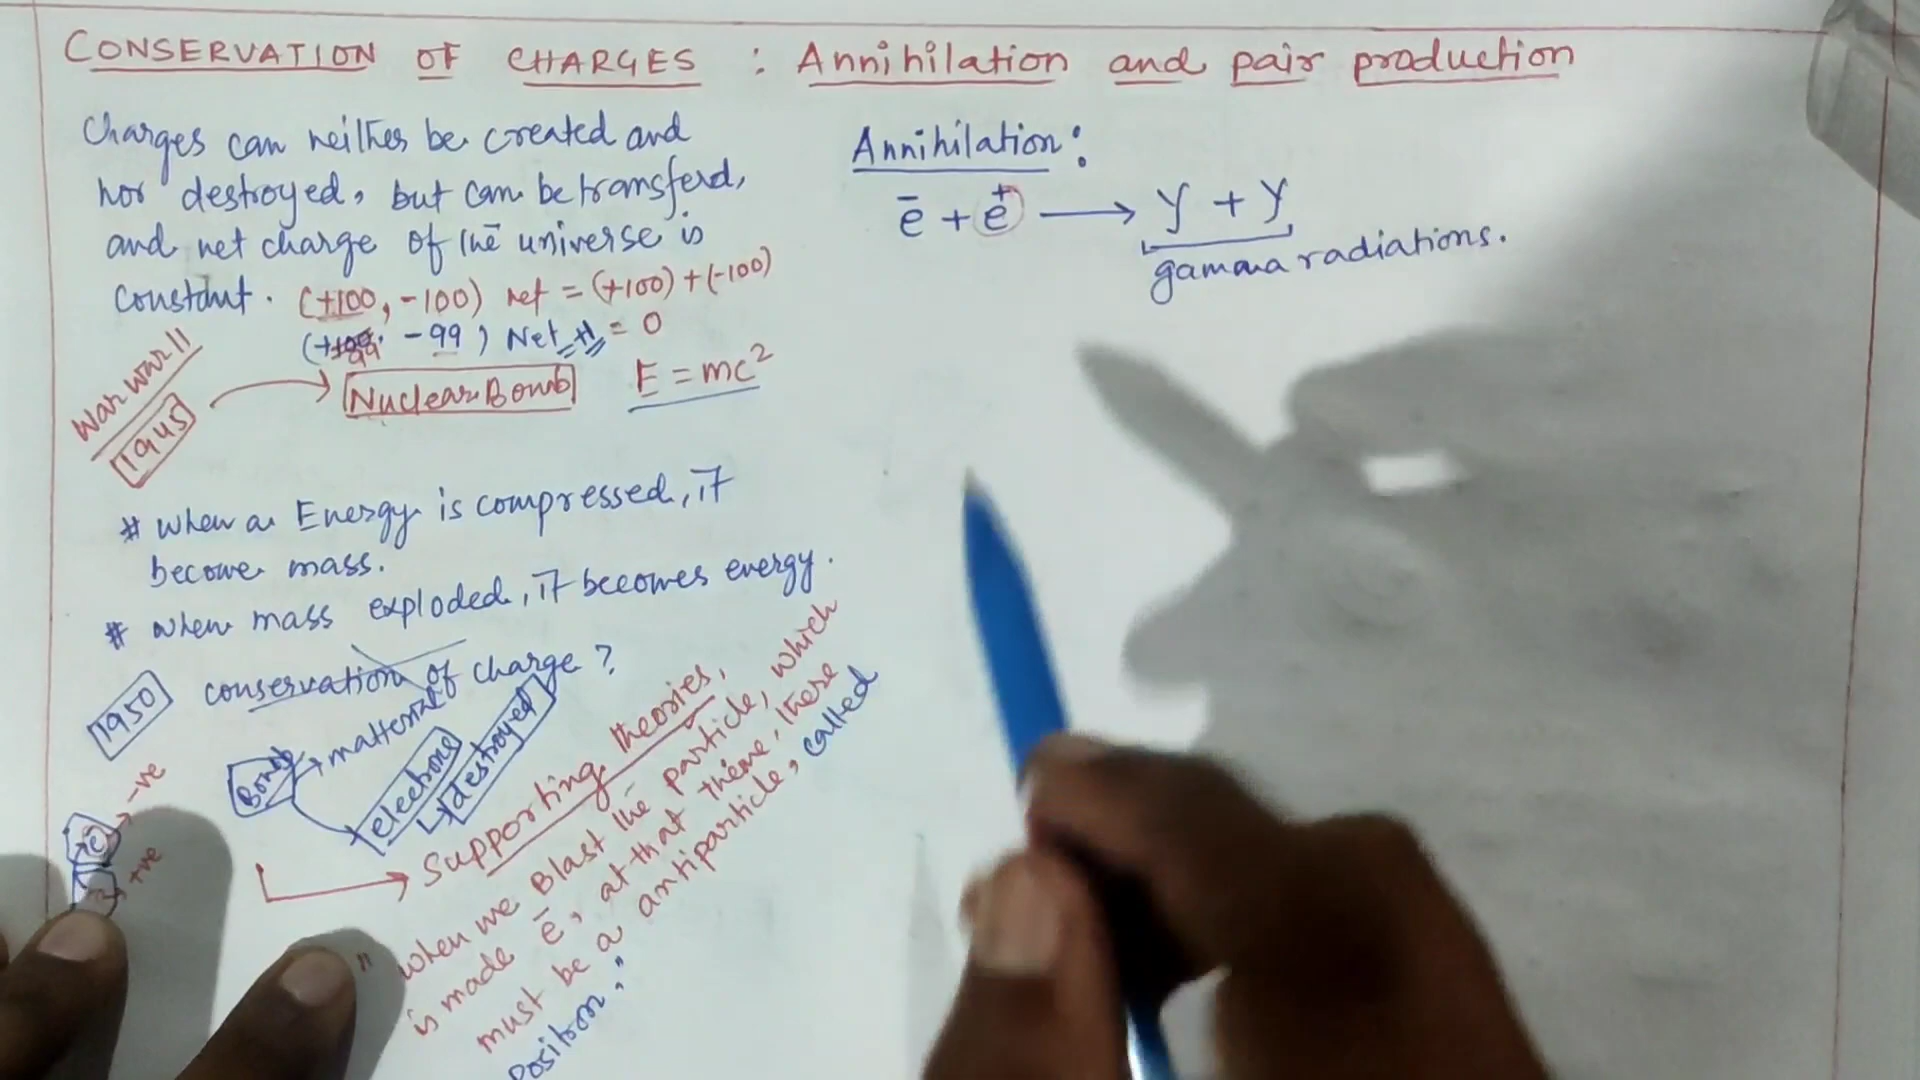 CONSERVATION OF CHARGES : Annihilation and pair production
Charges can neither be created and
nor destroyed, but can be transferd,
and net charge of the universe is
constant. (+100, -100) net = (+100) + (-100)
-99) Net +1 = 0
War War II
1945
Nuclear Bomb
E = mc²
# when a Energy is compressed, it
become mass.
# when mass exploded, it becomes energy.
1950 conservation of charge?
Bomb → matterial
electrone
destroyed
Supporting theories,
" when we Blast the particle, which
is made e⁻, at that theme, there
must be a antiparticle, called
Positron."
e⁻ -ve
+ve
Annihilation:
e⁻ + e⁺ → γ + γ
gamma radiations.